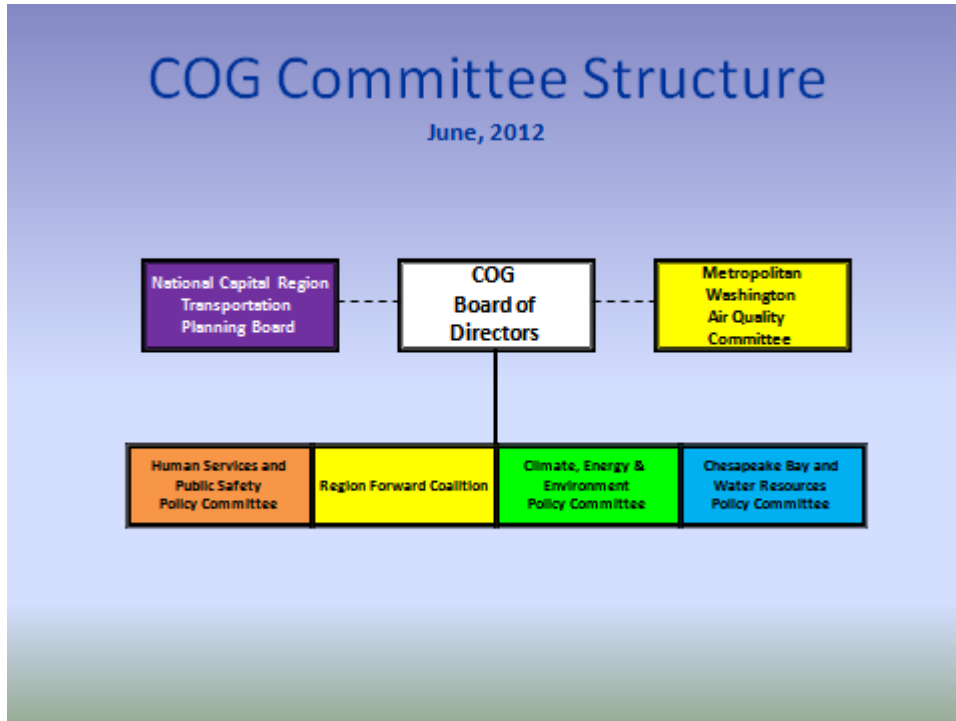 COG Committee Structure
June, 2012
National Capital Region
Transportation
Planning Board
COG
Board of
Directors
Metropolitan
Washington
Air Quality
Committee
Human Services and
Public Safety
Policy Committee
Region Forward Coalition
Climate, Energy &
Environment
Policy Committee
Chesapeake Bay and
Water Resources
Policy Committee